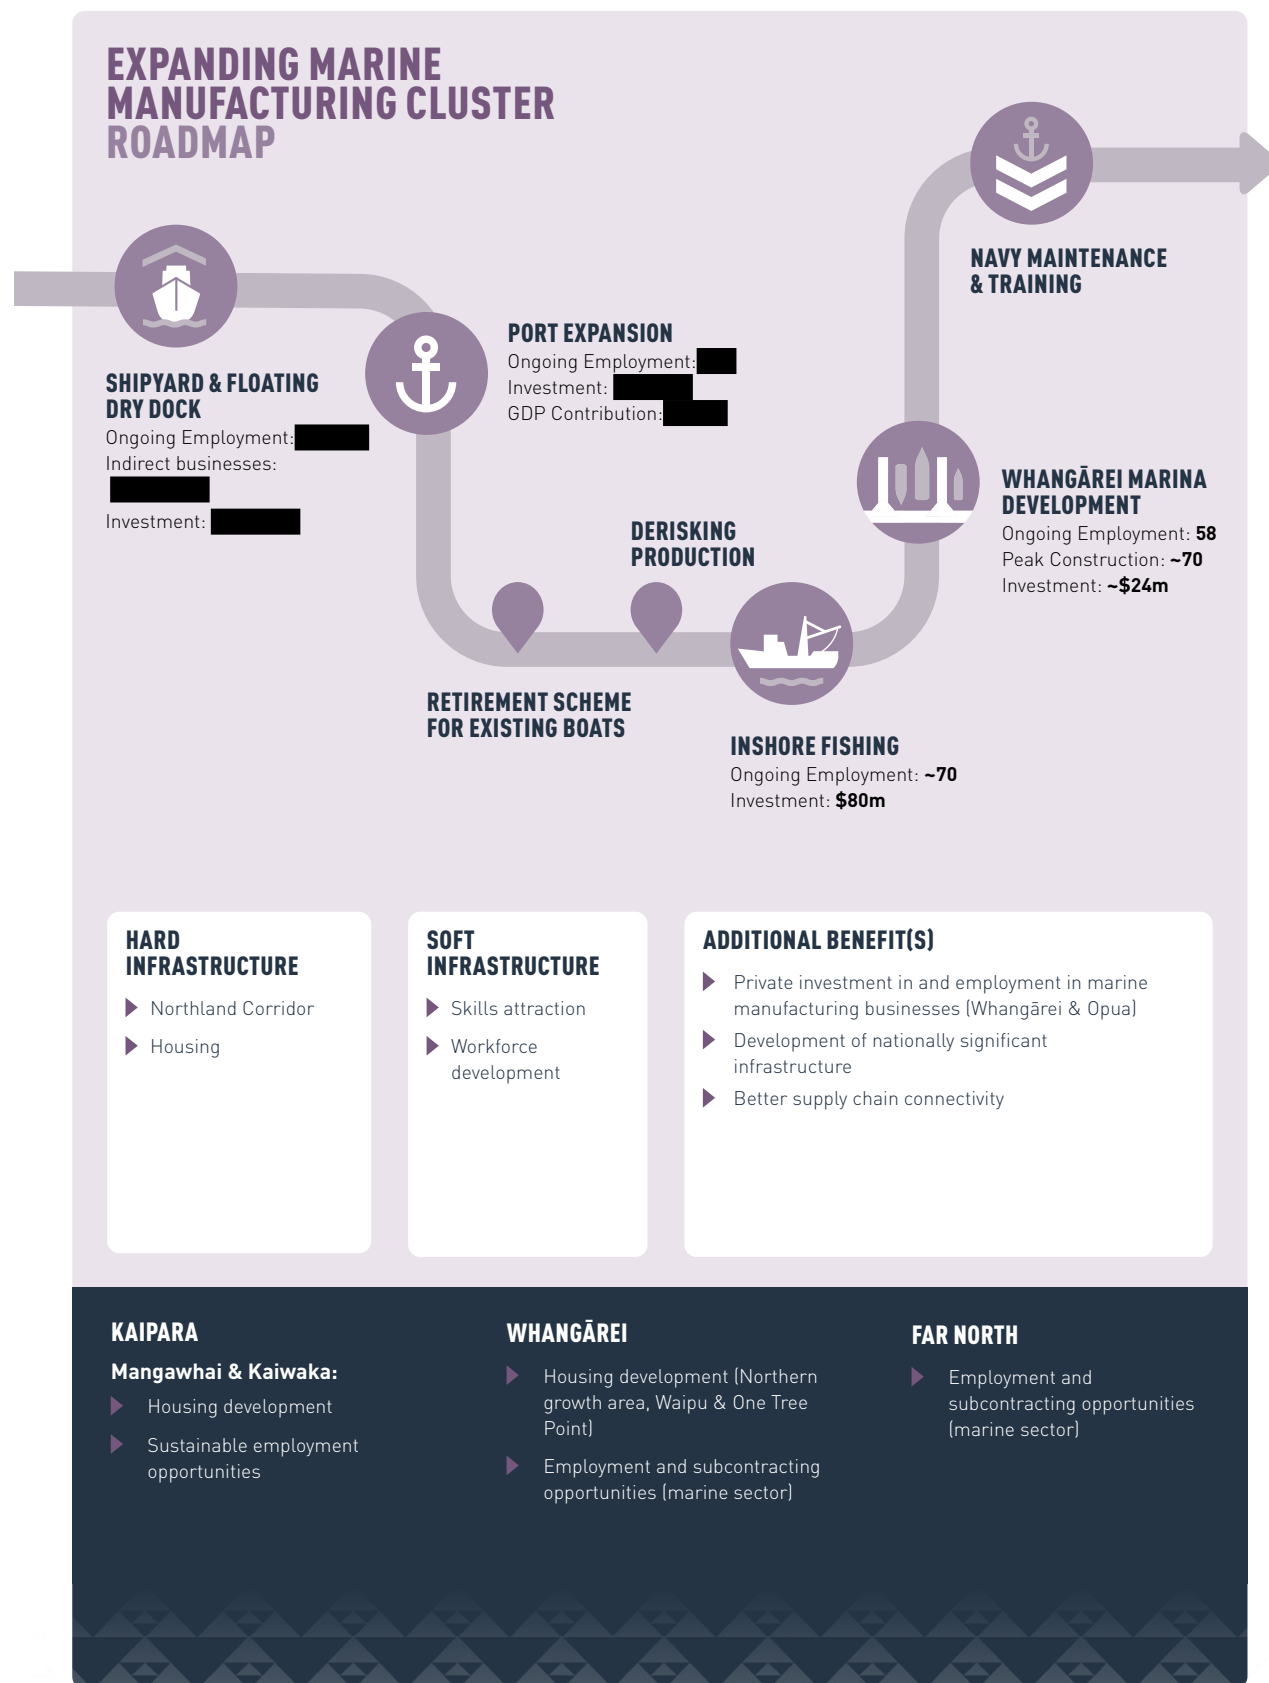 EXPANDING MARINE
MANUFACTURING CLUSTER
ROADMAP
SHIPYARD & FLOATING
DRY DOCK
Ongoing Employment:
Indirect businesses:
Investment:
PORT EXPANSION
Ongoing Employment:
Investment:
GDP Contribution:
RETIREMENT SCHEME
FOR EXISTING BOATS
DERISKING
PRODUCTION
INSHORE FISHING
Ongoing Employment: ~70
Investment: $80m
WHANGĀREI MARINA
DEVELOPMENT
Ongoing Employment: 58
Peak Construction: ~70
Investment: ~$24m
NAVY MAINTENANCE
& TRAINING
HARD
INFRASTRUCTURE
Northland Corridor
Housing
SOFT
INFRASTRUCTURE
Skills attraction
Workforce
development
ADDITIONAL BENEFIT(S)
Private investment in and employment in marine
manufacturing businesses (Whangārei & Opua)
Development of nationally significant
infrastructure
Better supply chain connectivity
KAIPARA
Mangawhai & Kaiwaka:
Housing development
Sustainable employment
opportunities
WHANGĀREI
Housing development (Northern
growth area, Waipu & One Tree
Point)
Employment and subcontracting
opportunities (marine sector)
FAR NORTH
Employment and
subcontracting opportunities
(marine sector)